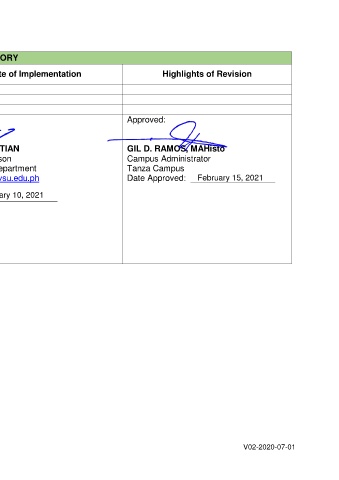 ORY
te of Implementation
Highlights of Revision
TIAN
son
epartment
vsu.edu.ph
ary 10, 2021
Approved:
GIL D. RAMOS, MAHisto
Campus Administrator
Tanza Campus
Date Approved: February 15, 2021
V02-2020-07-01